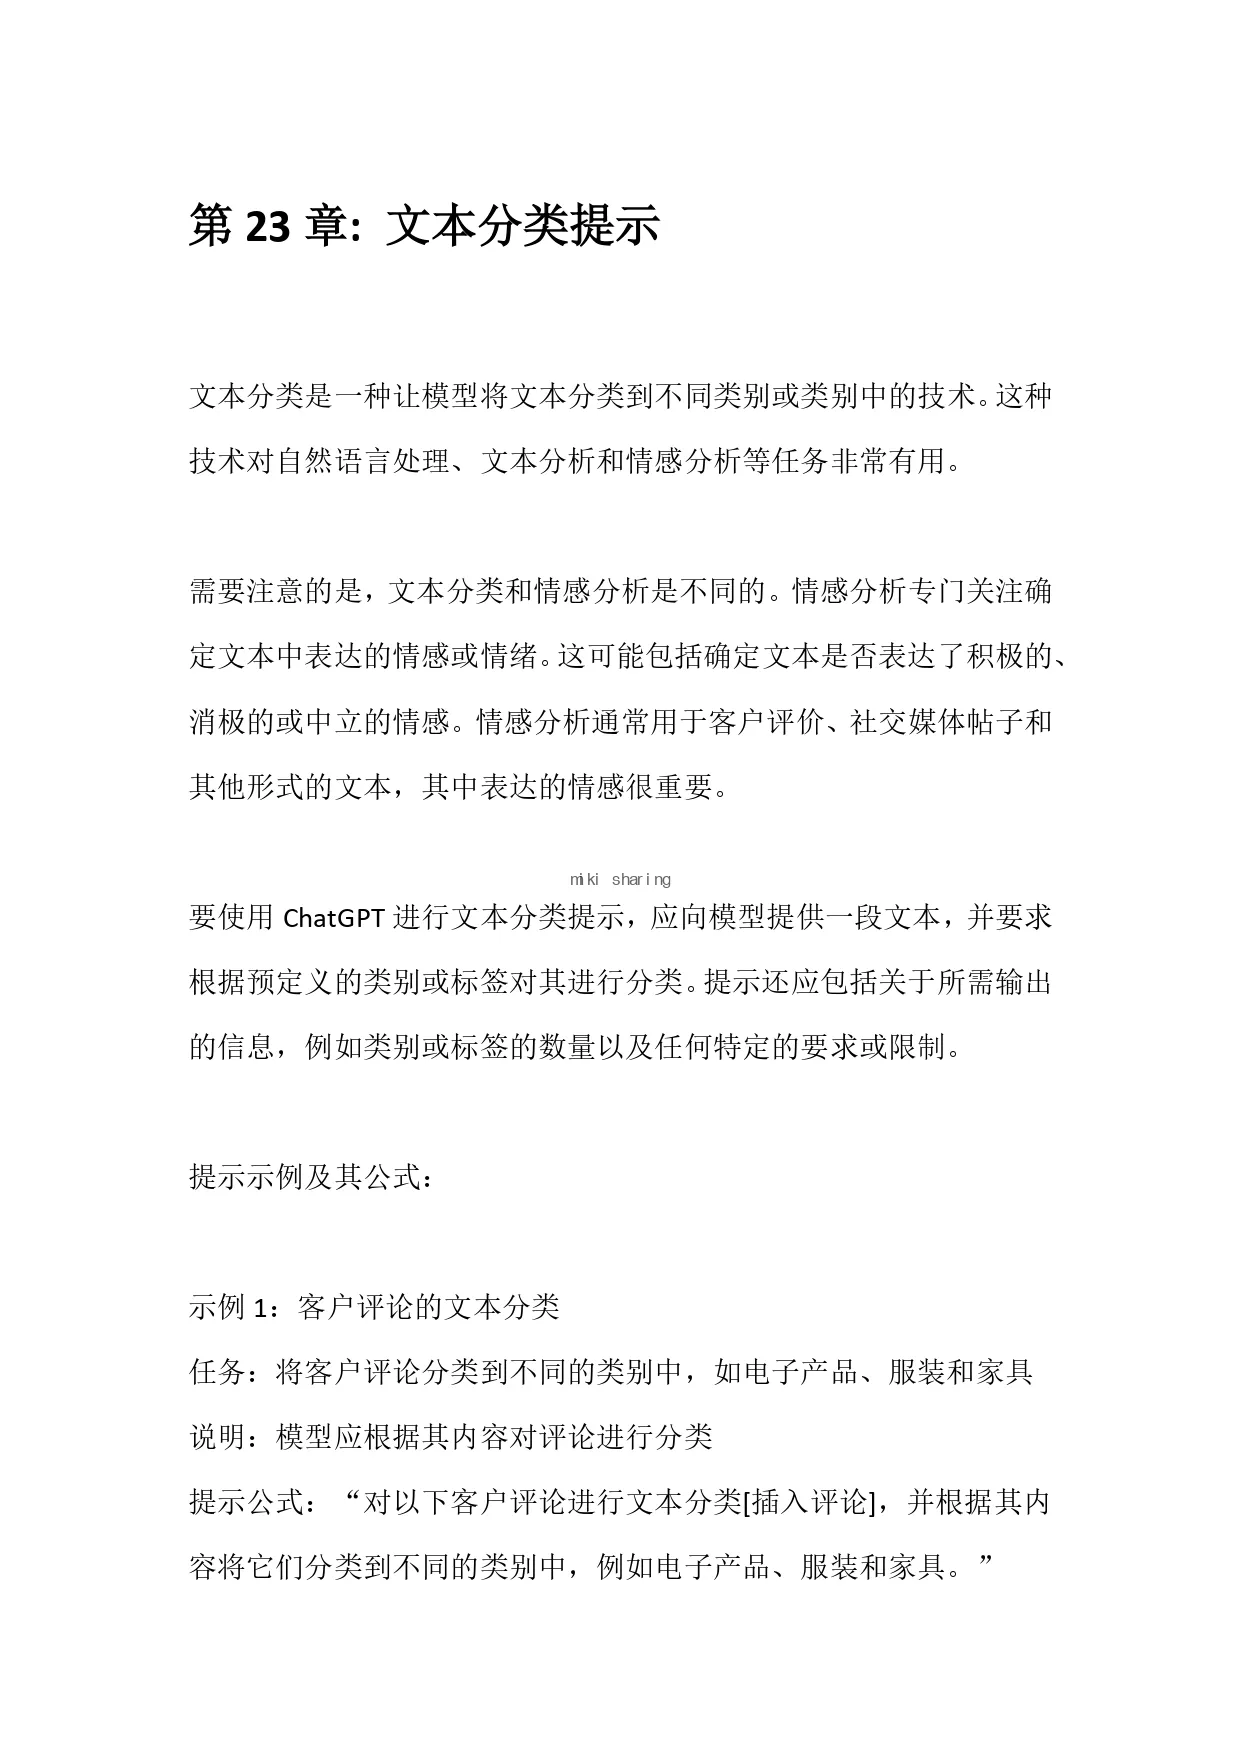 第 23 章: 文本分类提示
文本分类是一种让模型将文本分类到不同类别或类别中的技术。这种
技术对自然语言处理、文本分析和情感分析等任务非常有用。
需要注意的是，文本分类和情感分析是不同的。情感分析专门关注确
定文本中表达的情感或情绪。这可能包括确定文本是否表达了积极的、
消极的或中立的情感。情感分析通常用于客户评价、社交媒体帖子和
其他形式的文本，其中表达的情感很重要。
miki sharing
要使用 ChatGPT 进行文本分类提示，应向模型提供一段文本，并要求
根据预定义的类别或标签对其进行分类。提示还应包括关于所需输出
的信息，例如类别或标签的数量以及任何特定的要求或限制。
提示示例及其公式：
示例 1：客户评论的文本分类
任务：将客户评论分类到不同的类别中，如电子产品、服装和家具
说明：模型应根据其内容对评论进行分类
提示公式：“对以下客户评论进行文本分类[插入评论]，并根据其内
容将它们分类到不同的类别中，例如电子产品、服装和家具。”